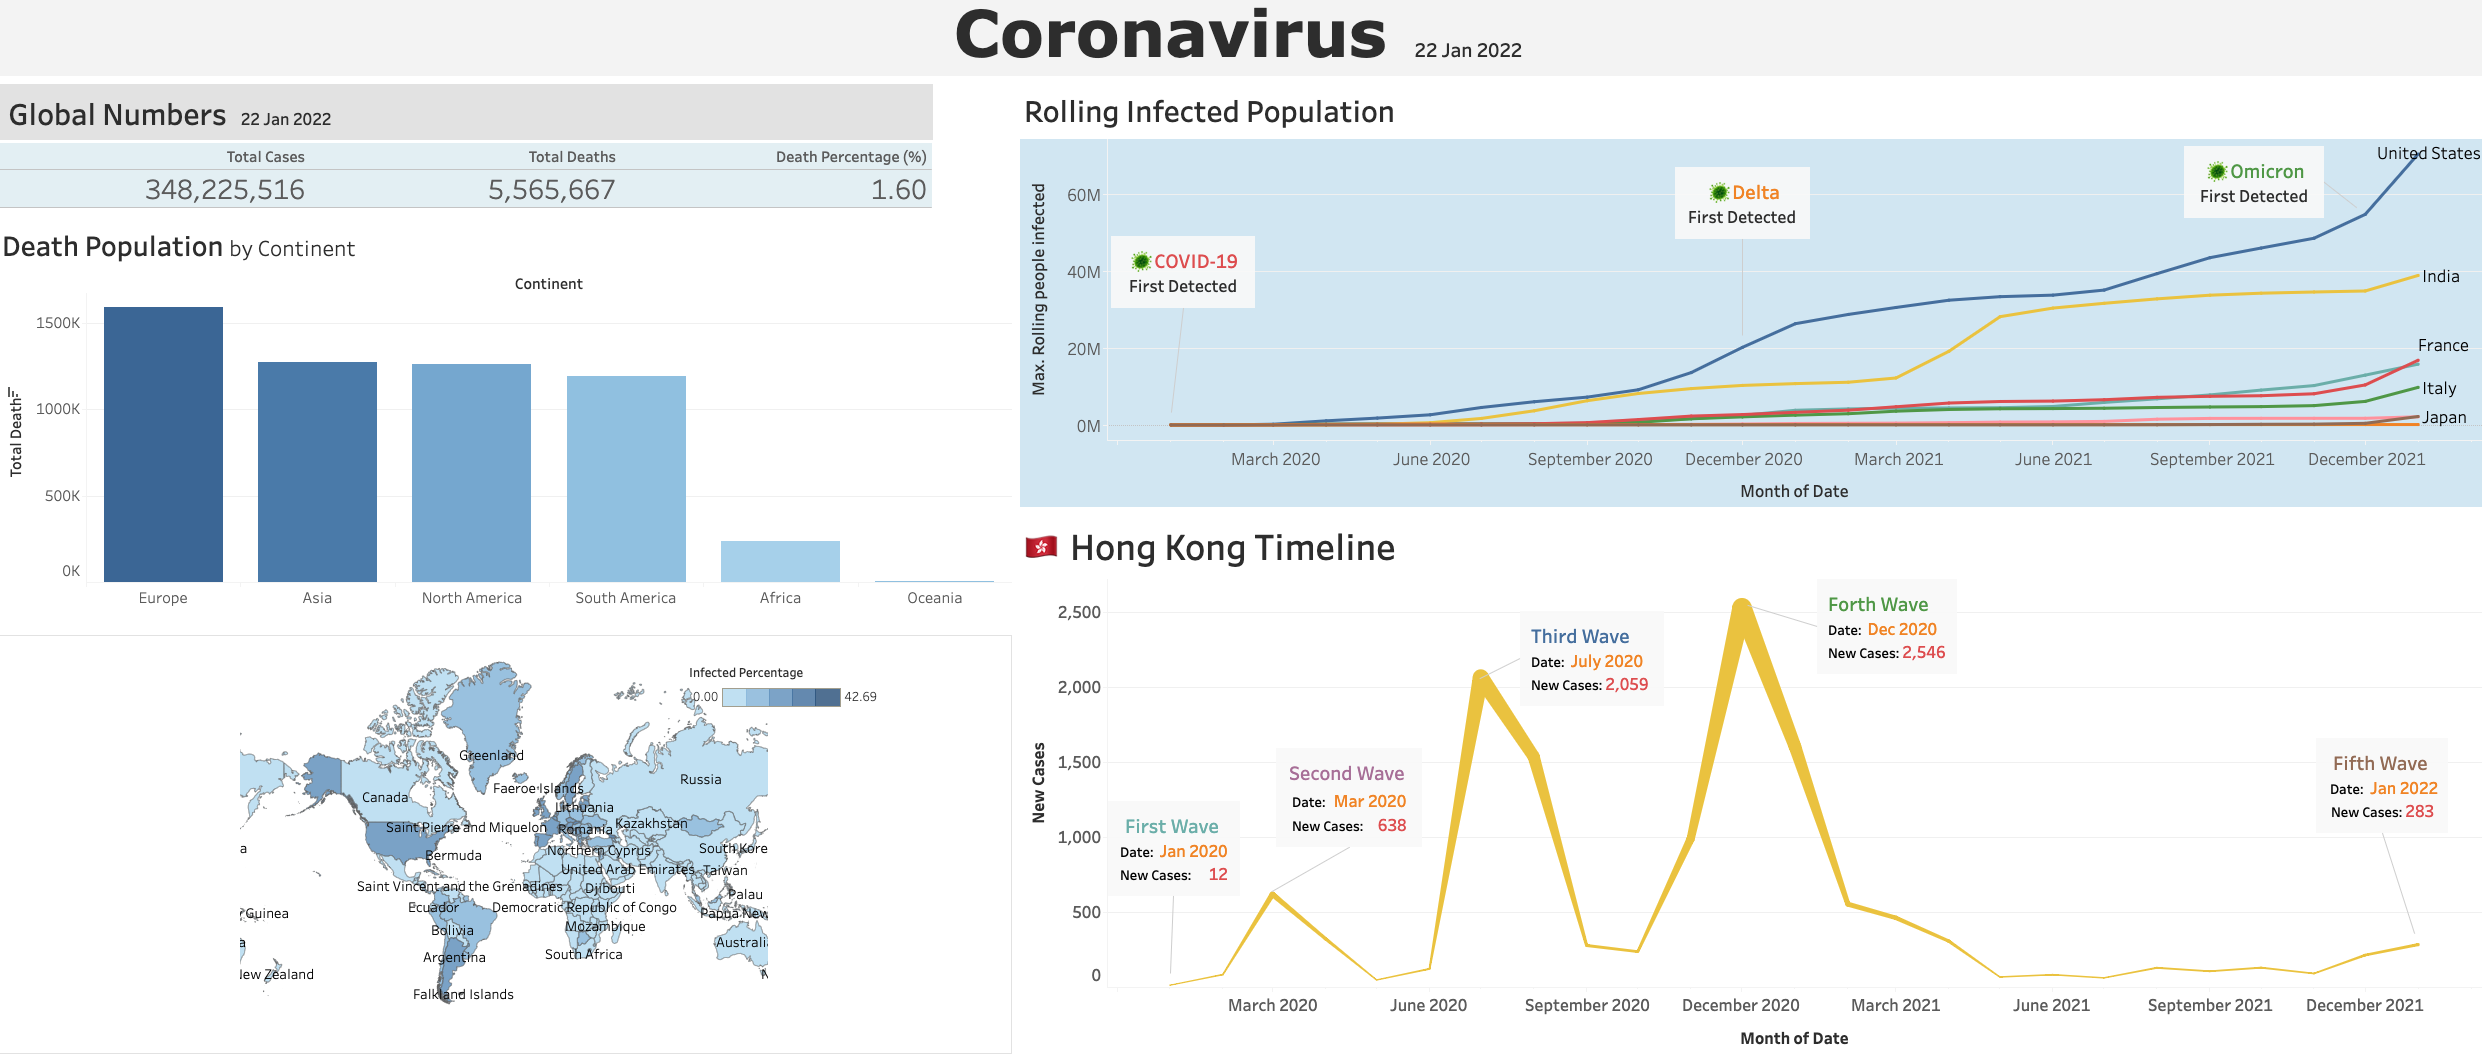 Coronavirus 22 Jan 2022
Global Numbers 22 Jan 2022
Total Cases Total Deaths Death Percentage (%)
348,225,516 5,565,667 1.60
Death Population by Continent
Continent
Total Death
1500K
1000K
500K
0K
Europe Asia North America South America Africa Oceania
Infected Percentage
0.00 42.69
Greenland
Russia
Faeroe Islands
Canada
Lithuania
Saint Pierre and Miquelon
Romania
Kazakhstan
a
Bermuda
Northern Cyprus
South Kore
United Arab Emirates
Taiwan
Saint Vincent and the Grenadines
Djibouti
Palau
Guinea
Ecuador
Democratic Republic of Congo
Papua New
Bolivia
Mozambique
a
Australi
Argentina
South Africa
New Zealand
Falkland Islands
Rolling Infected Population
Max. Rolling people infected
60M
40M
20M
0M
COVID-19
First Detected
Delta
First Detected
Omicron
First Detected
United States
India
France
Italy
Japan
March 2020 June 2020 September 2020 December 2020 March 2021 June 2021 September 2021 December 2021
Month of Date
Hong Kong Timeline
New Cases
2,500
2,000
1,500
1,000
500
0
First Wave
Date: Jan 2020
New Cases: 12
Second Wave
Date: Mar 2020
New Cases: 638
Third Wave
Date: July 2020
New Cases: 2,059
Forth Wave
Date: Dec 2020
New Cases: 2,546
Fifth Wave
Date: Jan 2022
New Cases: 283
March 2020 June 2020 September 2020 December 2020 March 2021 June 2021 September 2021 December 2021
Month of Date